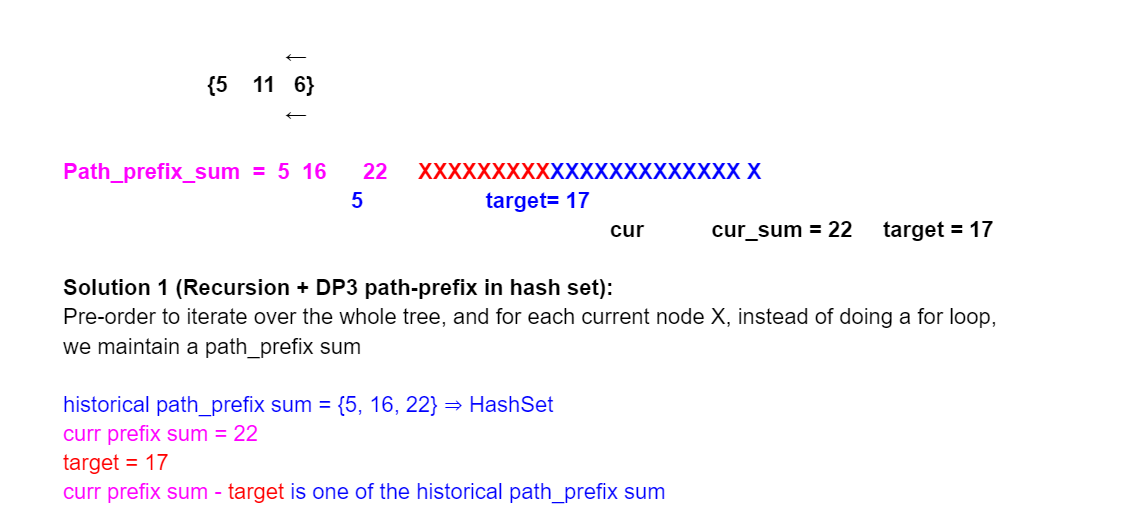 ←
{5 11 6}
←
Path_prefix_sum = 5 16 22 XXXXXXXXXXXXXXXXXXXXXX X
5 target= 17
cur cur_sum = 22 target = 17
Solution 1 (Recursion + DP3 path-prefix in hash set):
Pre-order to iterate over the whole tree, and for each current node X, instead of doing a for loop,
we maintain a path_prefix sum
historical path_prefix sum = {5, 16, 22} ⇒ HashSet
curr prefix sum = 22
target = 17
curr prefix sum - target is one of the historical path_prefix sum